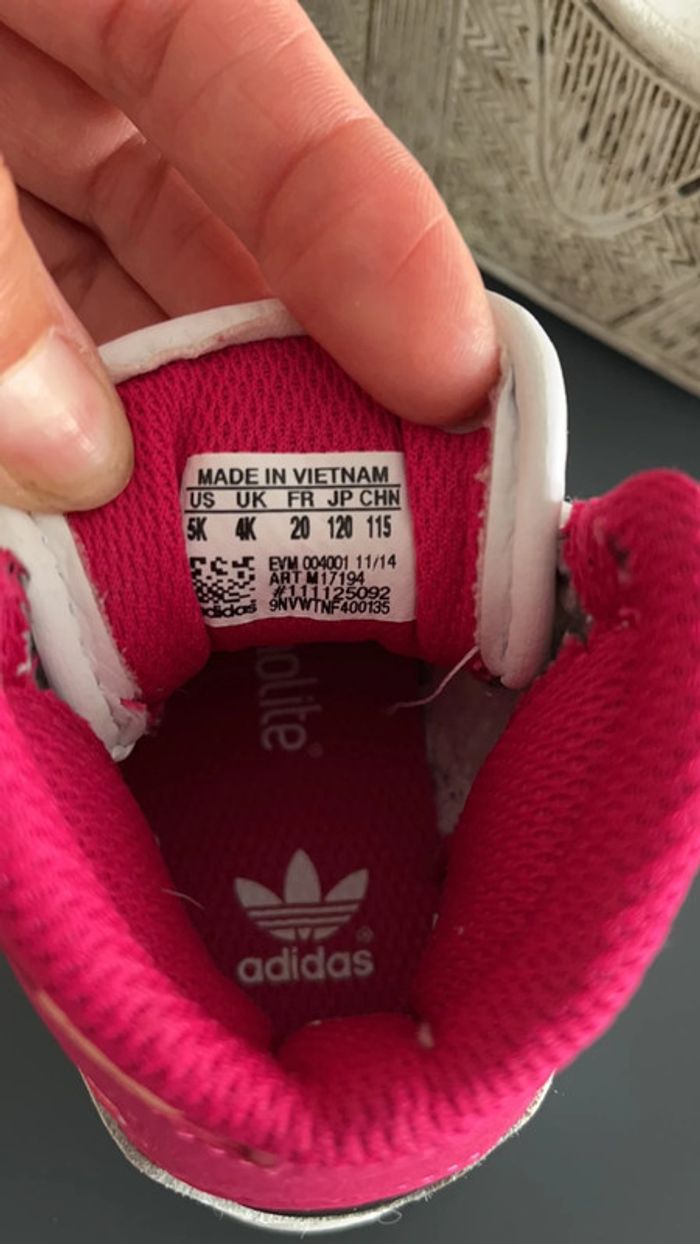 MADE IN VIETNAM
US UK FR JP CHN
5K 4K 20 120 115
EVM 004001 11/14
ART M17194
#111125092
adidas 9NVWTNF400135
olite®
adidas®